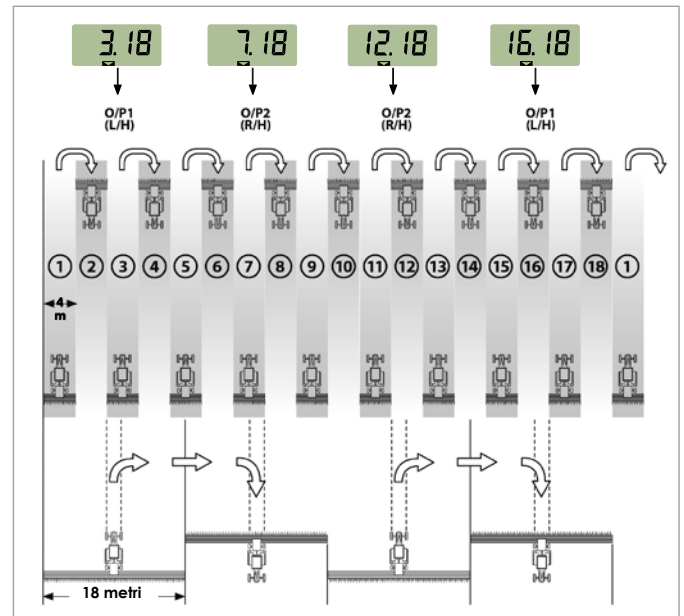 3.18 7.18 12.18 16.18
O/P1 O/P2 O/P2 O/P1
(L/H) (R/H) (R/H) (L/H)
1 2 3 4 5 6 7 8 9 10 11 12 13 14 15 16 17 18 1
4
m
18 metri